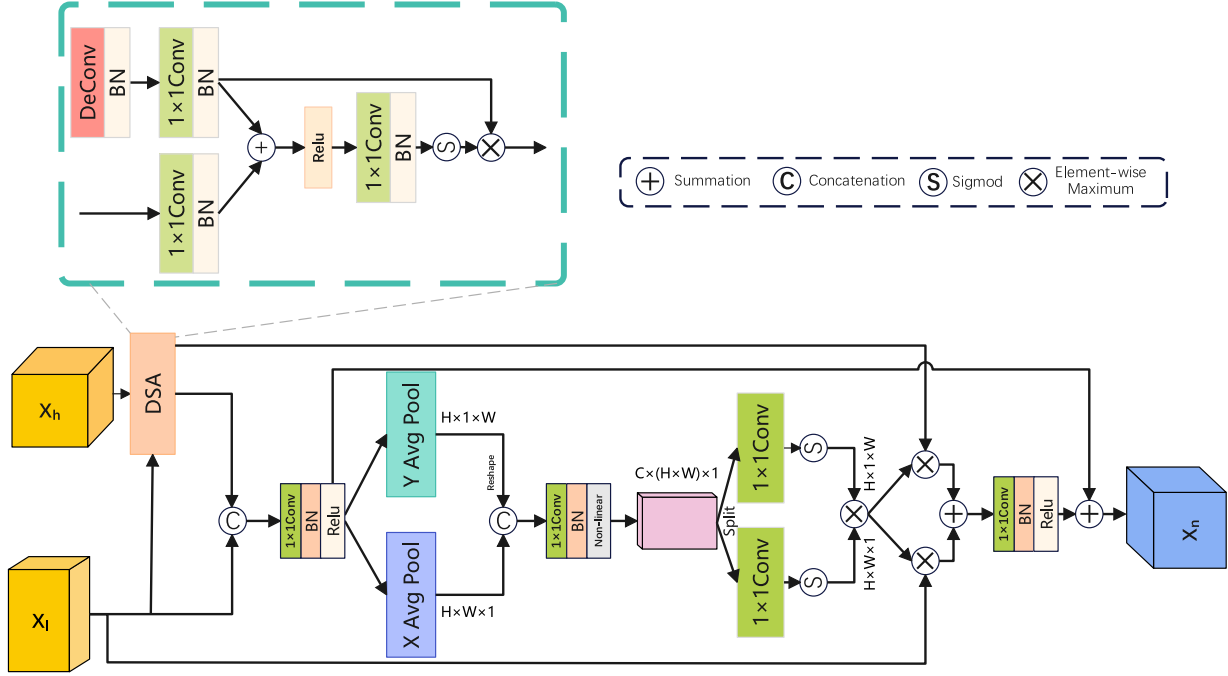 DeConv
BN
1×1Conv
BN
1×1Conv
BN
+
Relu
1×1Conv
BN
S
×
+ Summation
C Concatenation
S Sigmod
× Element-wise
Maximum
Xh
DSA
Xl
C
1×1Conv
BN
Relu
Y Avg Pool
H×1×W
X Avg Pool
H×W×1
Reshape
C
1×1Conv
BN
Non-linear
C×(H×W)×1
Split
1×1Conv
S
1×1Conv
S
H×1×W
×
H×W×1
×
×
+
1×1Conv
BN
Relu
+
Xn